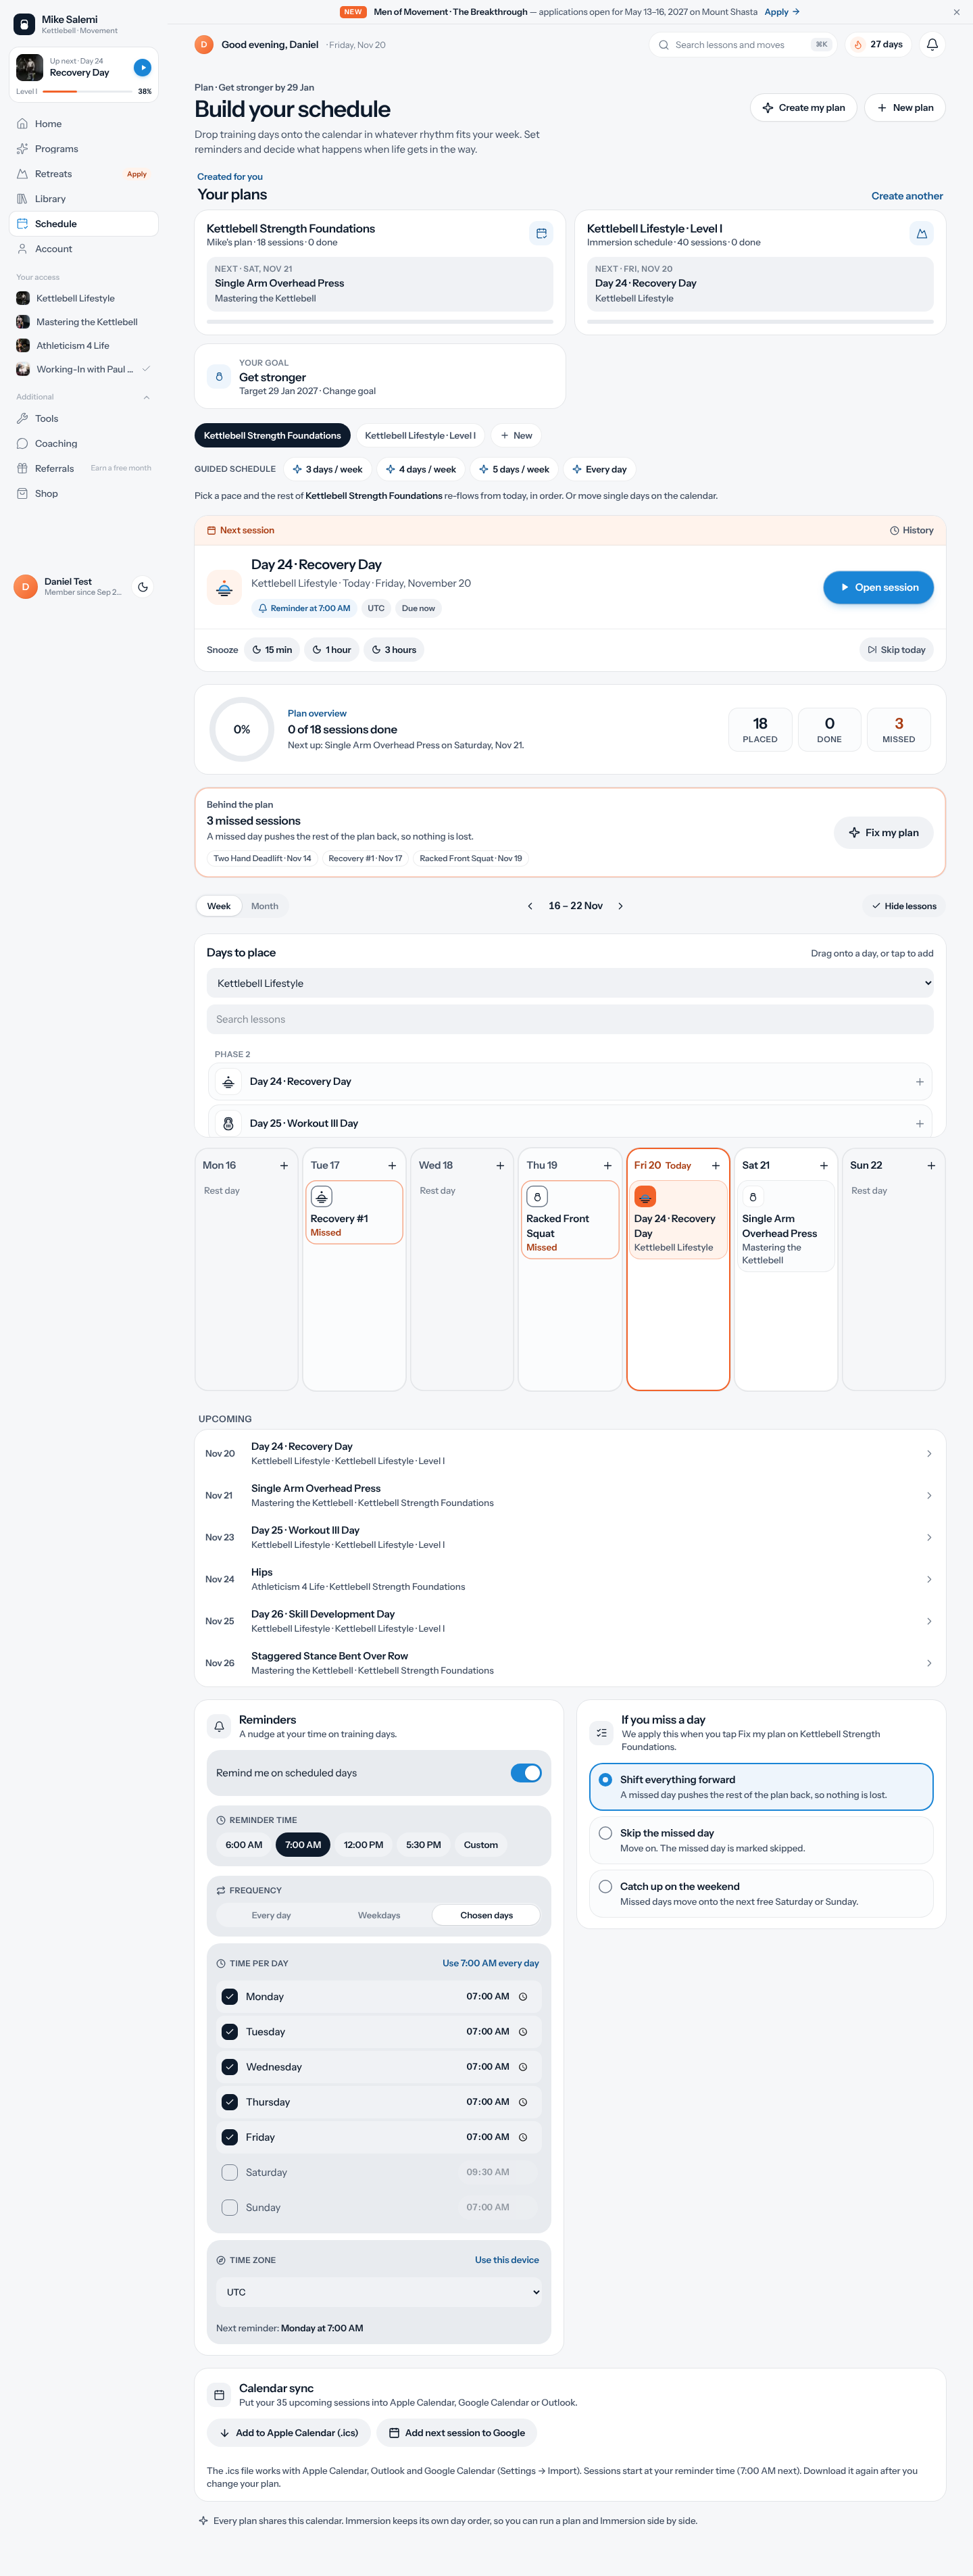 NEW Men of Movement · The Breakthrough — applications open for May 13–16, 2027 on Mount Shasta Apply →
Mike Salemi
Kettlebell · Movement
Up next · Day 24
Recovery Day
Level I 38%
Home
Programs
Retreats Apply
Library
Schedule
Account
Your access
Kettlebell Lifestyle
Mastering the Kettlebell
Athleticism 4 Life
Working-In with Paul ...
Additional
Tools
Coaching
Referrals Earn a free month
Shop
D Daniel Test
Member since Sep 2...
D Good evening, Daniel · Friday, Nov 20
Search lessons and moves ⌘K
27 days
Plan · Get stronger by 29 Jan
Build your schedule
Drop training days onto the calendar in whatever rhythm fits your week. Set
reminders and decide what happens when life gets in the way.
Create my plan
New plan
Created for you
Your plans
Create another
Kettlebell Strength Foundations
Mike's plan · 18 sessions · 0 done
NEXT · SAT, NOV 21
Single Arm Overhead Press
Mastering the Kettlebell
Kettlebell Lifestyle · Level I
Immersion schedule · 40 sessions · 0 done
NEXT · FRI, NOV 20
Day 24 · Recovery Day
Kettlebell Lifestyle
YOUR GOAL
Get stronger
Target 29 Jan 2027 · Change goal
Kettlebell Strength Foundations
Kettlebell Lifestyle · Level I
New
GUIDED SCHEDULE
3 days / week
4 days / week
5 days / week
Every day
Pick a pace and the rest of Kettlebell Strength Foundations re-flows from today, in order. Or move single days on the calendar.
Next session
History
Day 24 · Recovery Day
Kettlebell Lifestyle · Today · Friday, November 20
Reminder at 7:00 AM
UTC
Due now
Open session
Snooze
15 min
1 hour
3 hours
Skip today
0%
Plan overview
0 of 18 sessions done
Next up: Single Arm Overhead Press on Saturday, Nov 21.
18
PLACED
0
DONE
3
MISSED
Behind the plan
3 missed sessions
A missed day pushes the rest of the plan back, so nothing is lost.
Two Hand Deadlift · Nov 14
Recovery #1 · Nov 17
Racked Front Squat · Nov 19
Fix my plan
Week
Month
16 – 22 Nov
Hide lessons
Days to place
Drag onto a day, or tap to add
Kettlebell Lifestyle
Search lessons
PHASE 2
Day 24 · Recovery Day
Day 25 · Workout III Day
Mon 16
Rest day
Tue 17
Recovery #1
Missed
Wed 18
Rest day
Thu 19
Racked Front
Squat
Missed
Fri 20 Today
Day 24 · Recovery
Day
Kettlebell Lifestyle
Sat 21
Single Arm
Overhead Press
Mastering the
Kettlebell
Sun 22
Rest day
UPCOMING
Nov 20
Day 24 · Recovery Day
Kettlebell Lifestyle · Kettlebell Lifestyle · Level I
Nov 21
Single Arm Overhead Press
Mastering the Kettlebell · Kettlebell Strength Foundations
Nov 23
Day 25 · Workout III Day
Kettlebell Lifestyle · Kettlebell Lifestyle · Level I
Nov 24
Hips
Athleticism 4 Life · Kettlebell Strength Foundations
Nov 25
Day 26 · Skill Development Day
Kettlebell Lifestyle · Kettlebell Lifestyle · Level I
Nov 26
Staggered Stance Bent Over Row
Mastering the Kettlebell · Kettlebell Strength Foundations
Reminders
A nudge at your time on training days.
Remind me on scheduled days
REMINDER TIME
6:00 AM
7:00 AM
12:00 PM
5:30 PM
Custom
FREQUENCY
Every day
Weekdays
Chosen days
TIME PER DAY
Use 7:00 AM every day
Monday 07:00 AM
Tuesday 07:00 AM
Wednesday 07:00 AM
Thursday 07:00 AM
Friday 07:00 AM
Saturday 09:30 AM
Sunday 07:00 AM
TIME ZONE
Use this device
UTC
Next reminder: Monday at 7:00 AM
If you miss a day
We apply this when you tap Fix my plan on Kettlebell Strength
Foundations.
Shift everything forward
A missed day pushes the rest of the plan back, so nothing is lost.
Skip the missed day
Move on. The missed day is marked skipped.
Catch up on the weekend
Missed days move onto the next free Saturday or Sunday.
Calendar sync
Put your 35 upcoming sessions into Apple Calendar, Google Calendar or Outlook.
Add to Apple Calendar (.ics)
Add next session to Google
The .ics file works with Apple Calendar, Outlook and Google Calendar (Settings → Import). Sessions start at your reminder time (7:00 AM next). Download it again after you
change your plan.
Every plan shares this calendar. Immersion keeps its own day order, so you can run a plan and Immersion side by side.